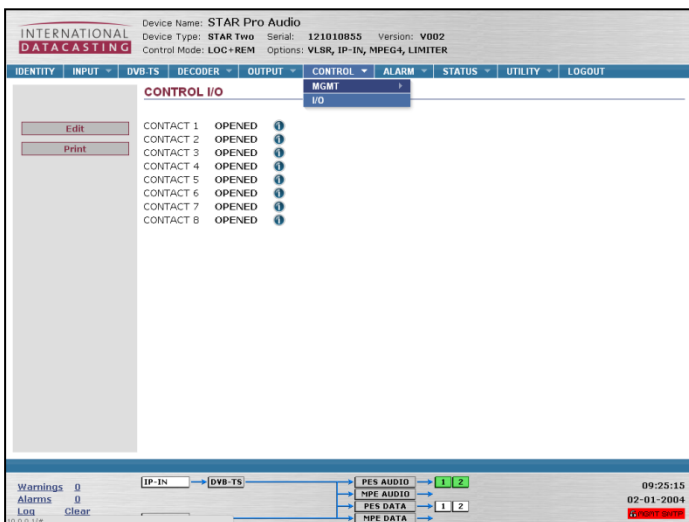 INTERNATIONAL
DATACASTING
Device Name: STAR Pro Audio
Device Type: STAR Two Serial: 121010855 Version: V002
Control Mode: LOC+REM Options: VLSR, IP-IN, MPEG4, LIMITER
IDENTITY INPUT DVB-TS DECODER OUTPUT CONTROL ALARM STATUS UTILITY LOGOUT
MGMT
I/O
CONTROL I/O
Edit
Print
CONTACT 1 OPENED
CONTACT 2 OPENED
CONTACT 3 OPENED
CONTACT 4 OPENED
CONTACT 5 OPENED
CONTACT 6 OPENED
CONTACT 7 OPENED
CONTACT 8 OPENED
Warnings 0
Alarms 0
Log Clear
IP-IN DVB-TS PES AUDIO 1 2
MPE AUDIO
PES DATA 1 2
MPE DATA
09:25:15
02-01-2004